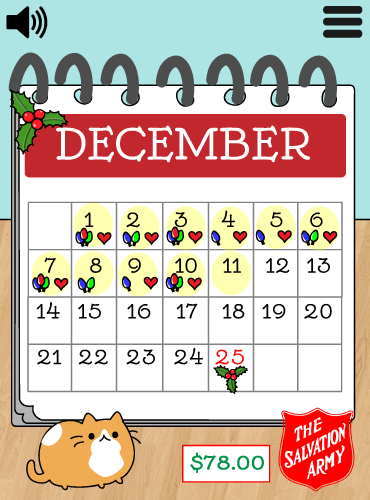 DECEMBER
1 2 3 4 5 6
7 8 9 10 11 12 13
14 15 16 17 18 19 20
21 22 23 24 25
$78.00
THE
SALVATION
ARMY